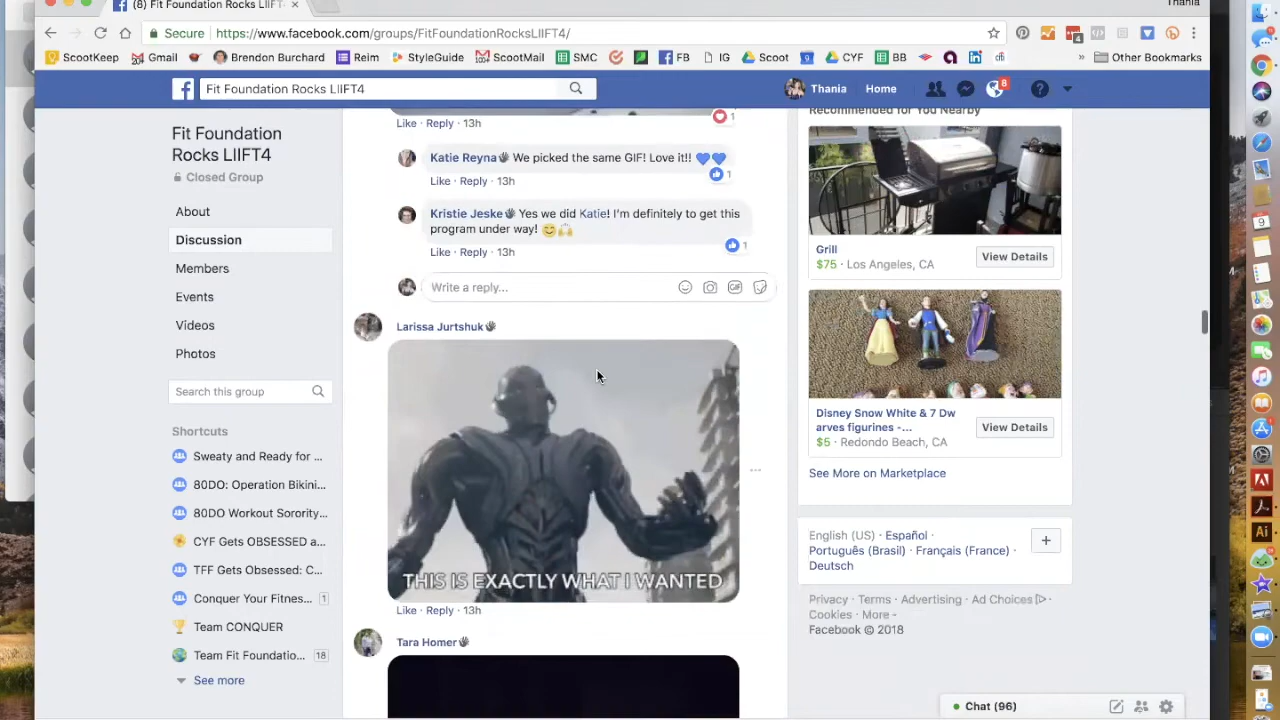 Thania
(8) Fit Foundation Rocks LIIFT4
Secure https://www.facebook.com/groups/FitFoundationRocksLIIFT4/
ScootKeep Gmail Brendon Burchard Reim StyleGuide ScootMail SMC FB IG Scoot CYF BB » Other Bookmarks
Fit Foundation Rocks LIIFT4
Thania Home 8
Fit Foundation
Rocks LIIFT4
Closed Group
About
Discussion
Members
Events
Videos
Photos
Search this group
Shortcuts
Sweaty and Ready for ...
80DO: Operation Bikini...
80DO Workout Sorority...
CYF Gets OBSESSED a...
TFF Gets Obsessed: C...
Conquer Your Fitnes... 1
Team CONQUER
Team Fit Foundatio... 18
See more
Like · Reply · 13h 1
Katie Reyna We picked the same GIF! Love it!!
1
Like · Reply · 13h
Kristie Jeske Yes we did Katie! I'm definitely to get this
program under way!
1
Like · Reply · 13h
Write a reply...
GIF
Larissa Jurtshuk
THIS IS EXACTLY WHAT I WANTED
Like · Reply · 13h
Tara Homer
Recommended for You Nearby
Grill
$75 · Los Angeles, CA
View Details
Disney Snow White & 7 Dw
arves figurines -...
$5 · Redondo Beach, CA
View Details
See More on Marketplace
English (US) · Español ·
Português (Brasil) · Français (France) ·
Deutsch
+
Privacy · Terms · Advertising · Ad Choices ·
Cookies · More
Facebook © 2018
Chat (96)